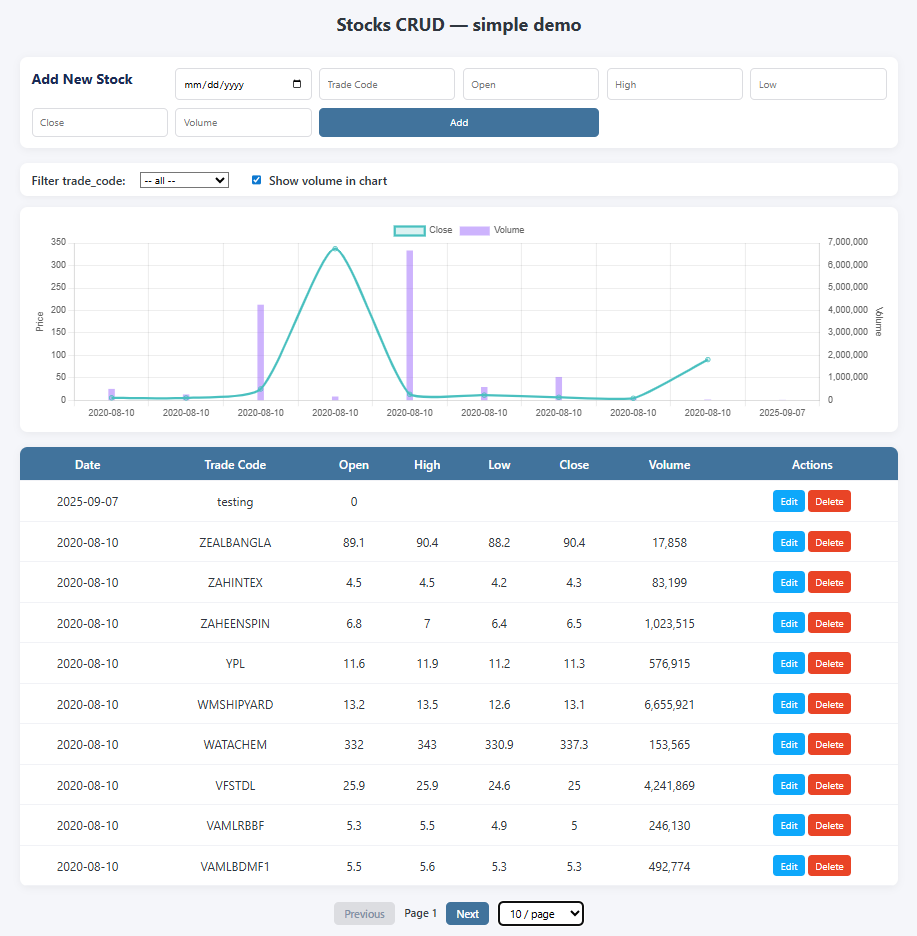 Stocks CRUD — simple demo
Add New Stock mm/dd/yyyy Trade Code Open High Low
Close Volume Add
Filter trade_code: -- all -- Show volume in chart
Close Volume
350 7,000,000
300 6,000,000
250 5,000,000
200 4,000,000
150 3,000,000
100 2,000,000
50 1,000,000
0 0
Price
Volume
2020-08-10 2020-08-10 2020-08-10 2020-08-10 2020-08-10 2020-08-10 2020-08-10 2020-08-10 2020-08-10 2025-09-07
Date Trade Code Open High Low Close Volume Actions
2025-09-07 testing 0 Edit Delete
2020-08-10 ZEALBANGLA 89.1 90.4 88.2 90.4 17,858 Edit Delete
2020-08-10 ZAHINTEX 4.5 4.5 4.2 4.3 83,199 Edit Delete
2020-08-10 ZAHEENSPIN 6.8 7 6.4 6.5 1,023,515 Edit Delete
2020-08-10 YPL 11.6 11.9 11.2 11.3 576,915 Edit Delete
2020-08-10 WMSHIPYARD 13.2 13.5 12.6 13.1 6,655,921 Edit Delete
2020-08-10 WATACHEM 332 343 330.9 337.3 153,565 Edit Delete
2020-08-10 VFSTDL 25.9 25.9 24.6 25 4,241,869 Edit Delete
2020-08-10 VAMLRBBF 5.3 5.5 4.9 5 246,130 Edit Delete
2020-08-10 VAMLBDMF1 5.5 5.6 5.3 5.3 492,774 Edit Delete
Previous Page 1 Next 10 / page